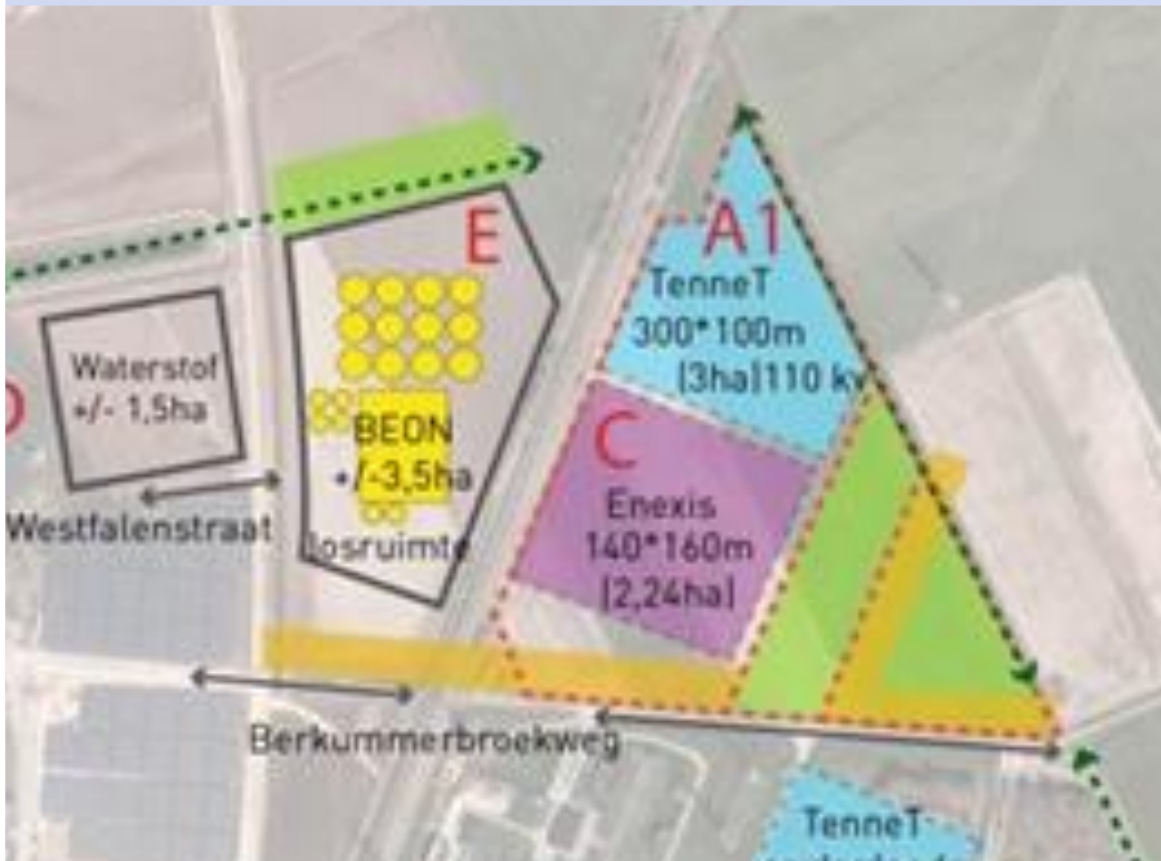 E
A1
TenneT
300*100m
(3ha)110 kv
Waterstof
+/- 1,5ha
BEON
+/-3,5ha
losruimte
C
Enexis
140*160m
(2,24ha)
Westfalenstraat
Berkummerbroekweg
TenneT